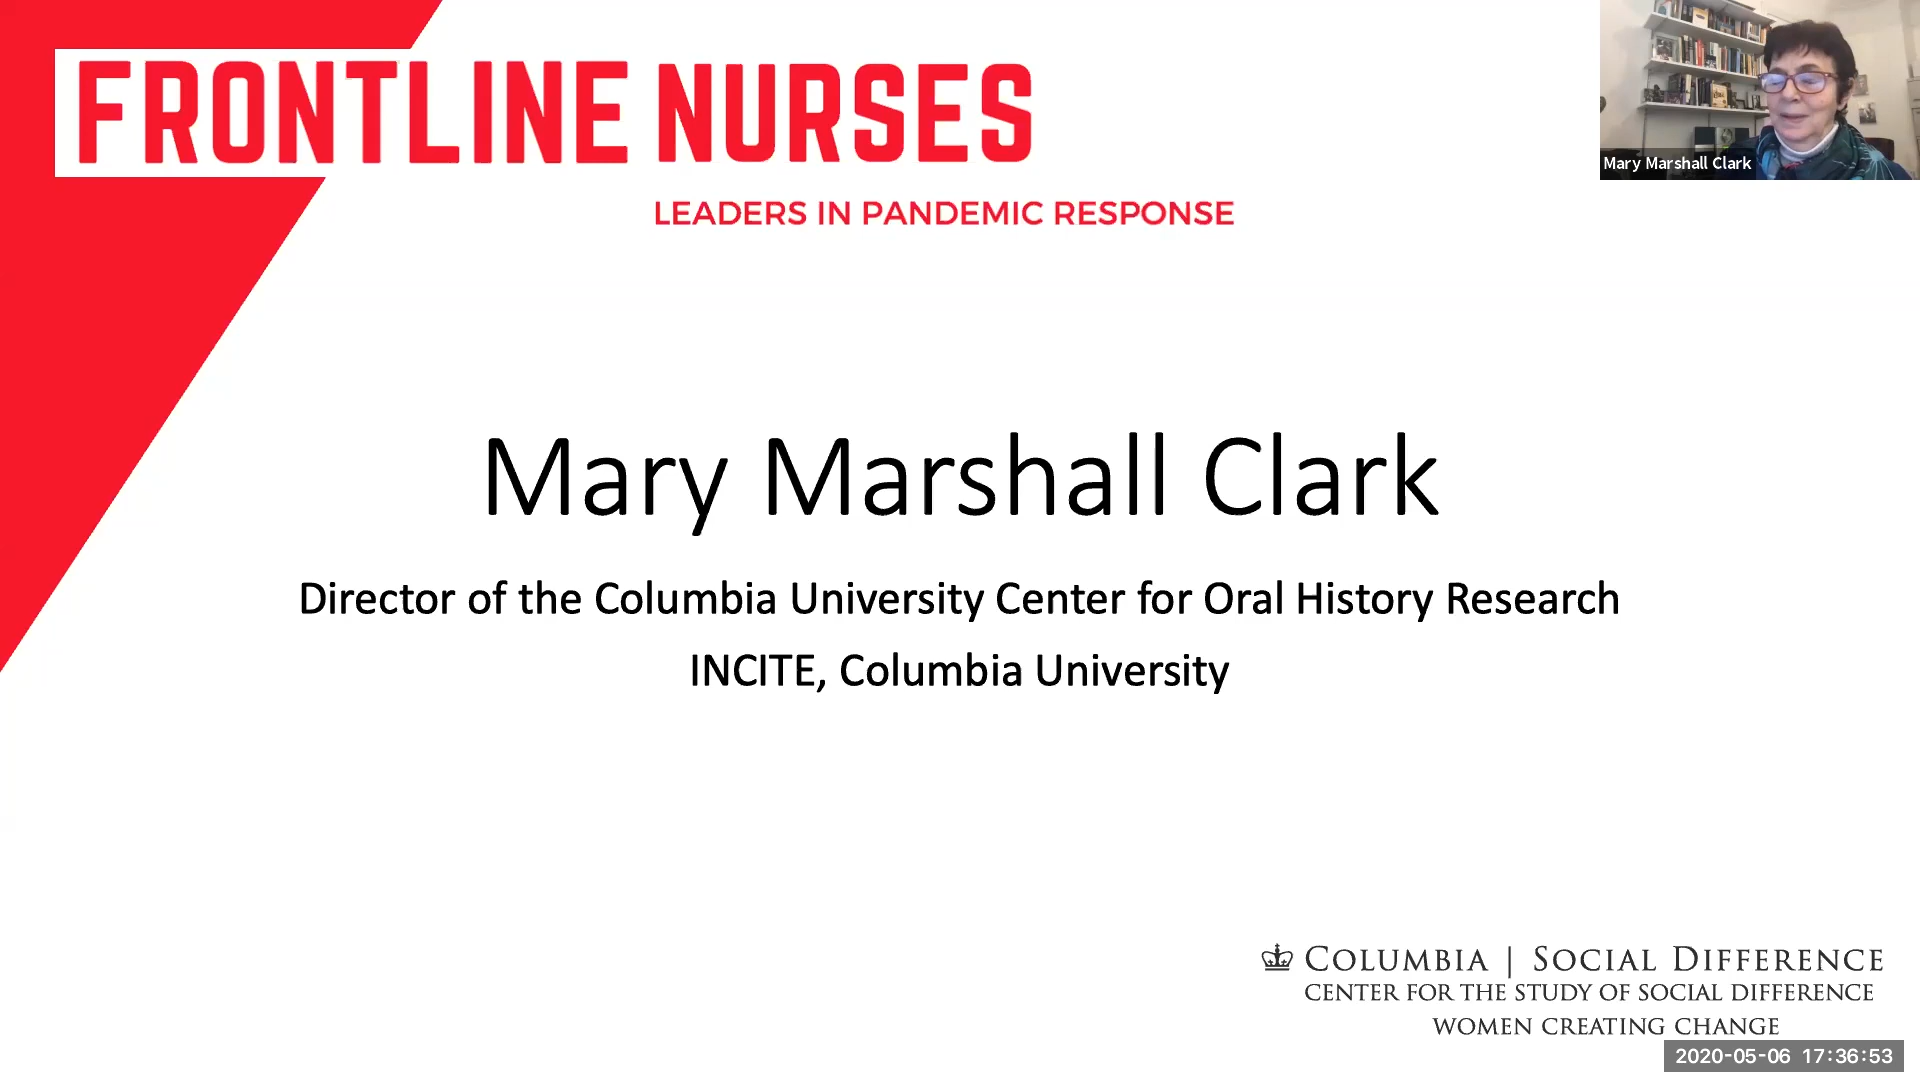 FRONTLINE NURSES
LEADERS IN PANDEMIC RESPONSE
Mary Marshall Clark
Mary Marshall Clark
Director of the Columbia University Center for Oral History Research
INCITE, Columbia University
COLUMBIA | SOCIAL DIFFERENCE
CENTER FOR THE STUDY OF SOCIAL DIFFERENCE
WOMEN CREATING CHANGE
2020-05-06 17:36:53